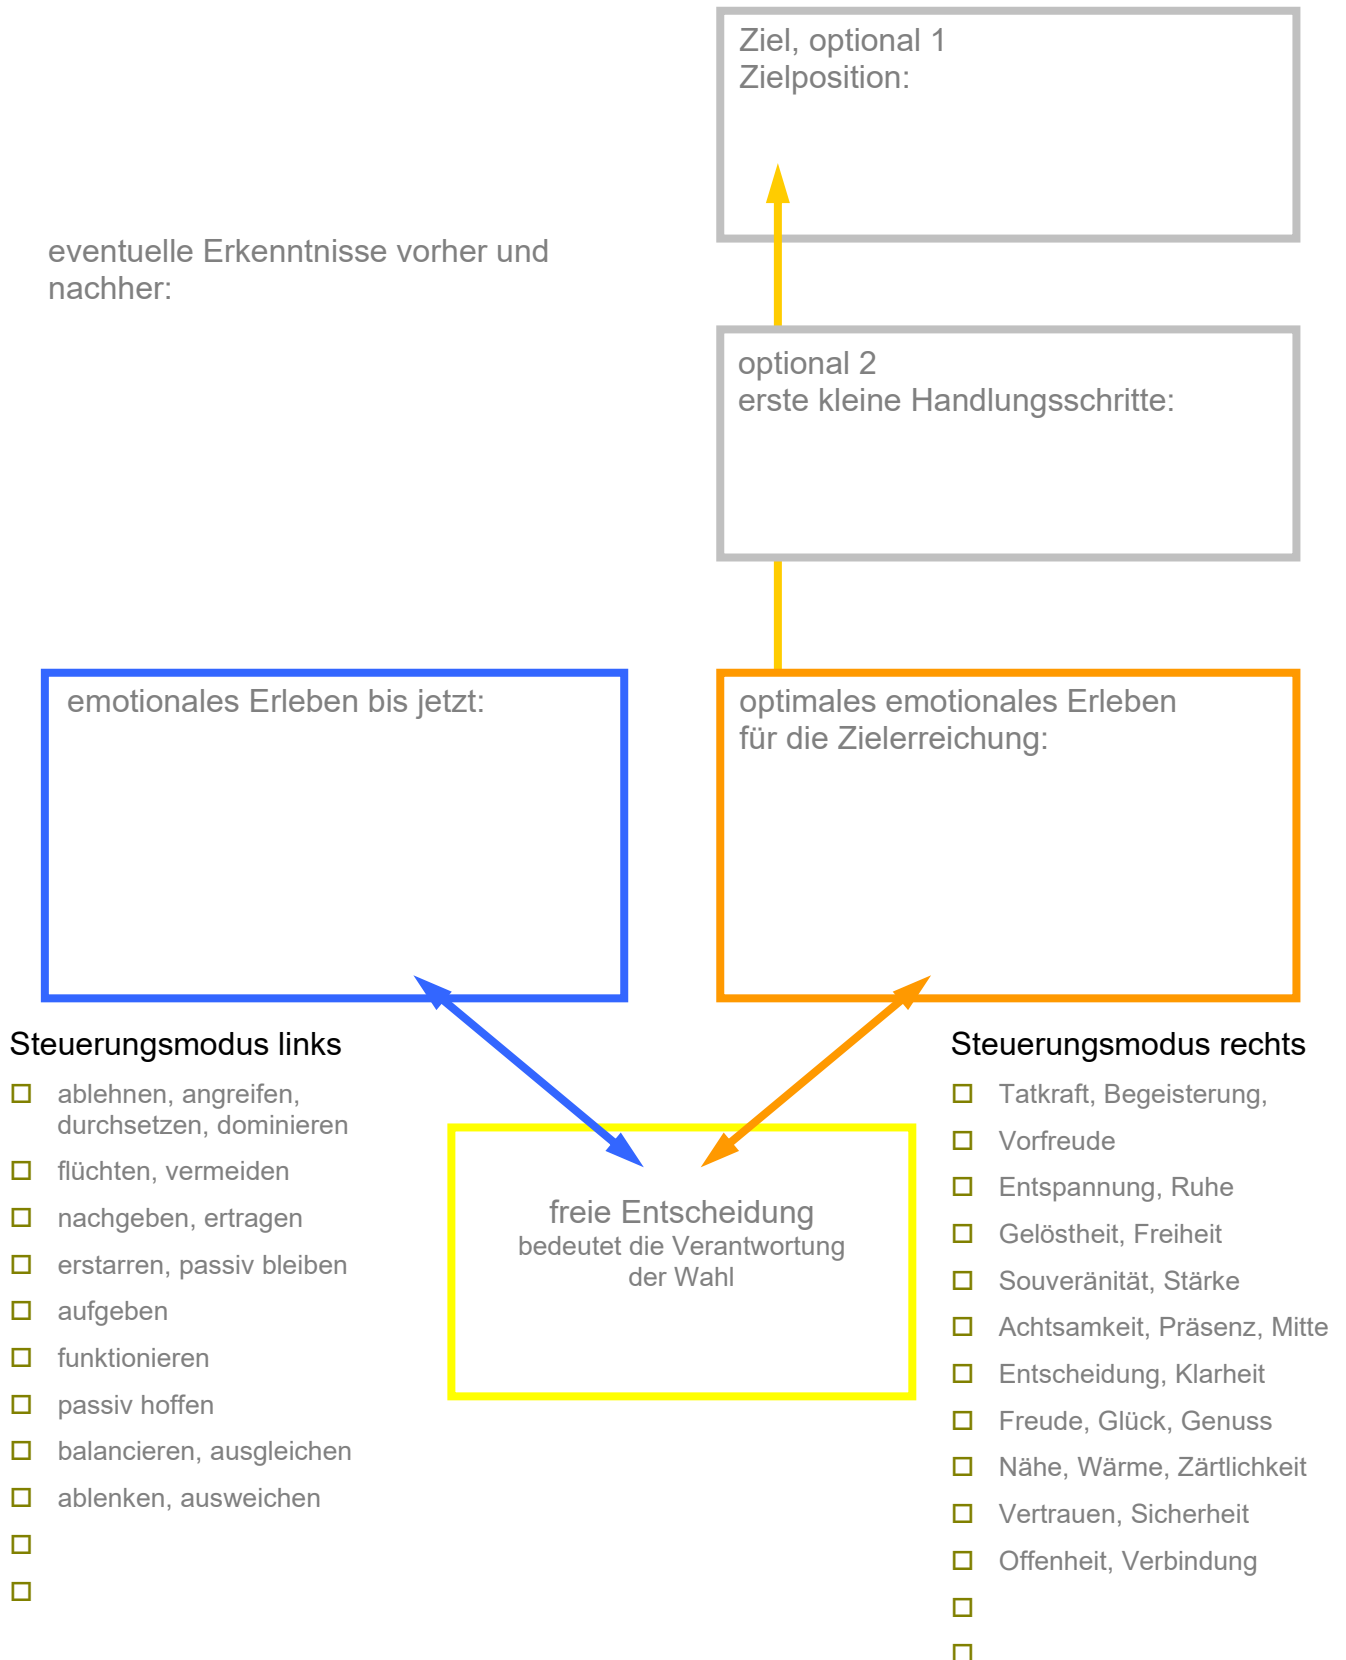 Ziel, optional 1
Zielposition:
eventuelle Erkenntnisse vorher und
nachher:
optional 2
erste kleine Handlungsschritte:
emotionales Erleben bis jetzt:
optimales emotionales Erleben
für die Zielerreichung:
Steuerungsmodus links
ablehnen, angreifen,
durchsetzen, dominieren
flüchten, vermeiden
nachgeben, ertragen
erstarren, passiv bleiben
aufgeben
funktionieren
passiv hoffen
balancieren, ausgleichen
ablenken, ausweichen
freie Entscheidung
bedeutet die Verantwortung
der Wahl
Steuerungsmodus rechts
Tatkraft, Begeisterung,
Vorfreude
Entspannung, Ruhe
Gelöstheit, Freiheit
Souveränität, Stärke
Achtsamkeit, Präsenz, Mitte
Entscheidung, Klarheit
Freude, Glück, Genuss
Nähe, Wärme, Zärtlichkeit
Vertrauen, Sicherheit
Offenheit, Verbindung